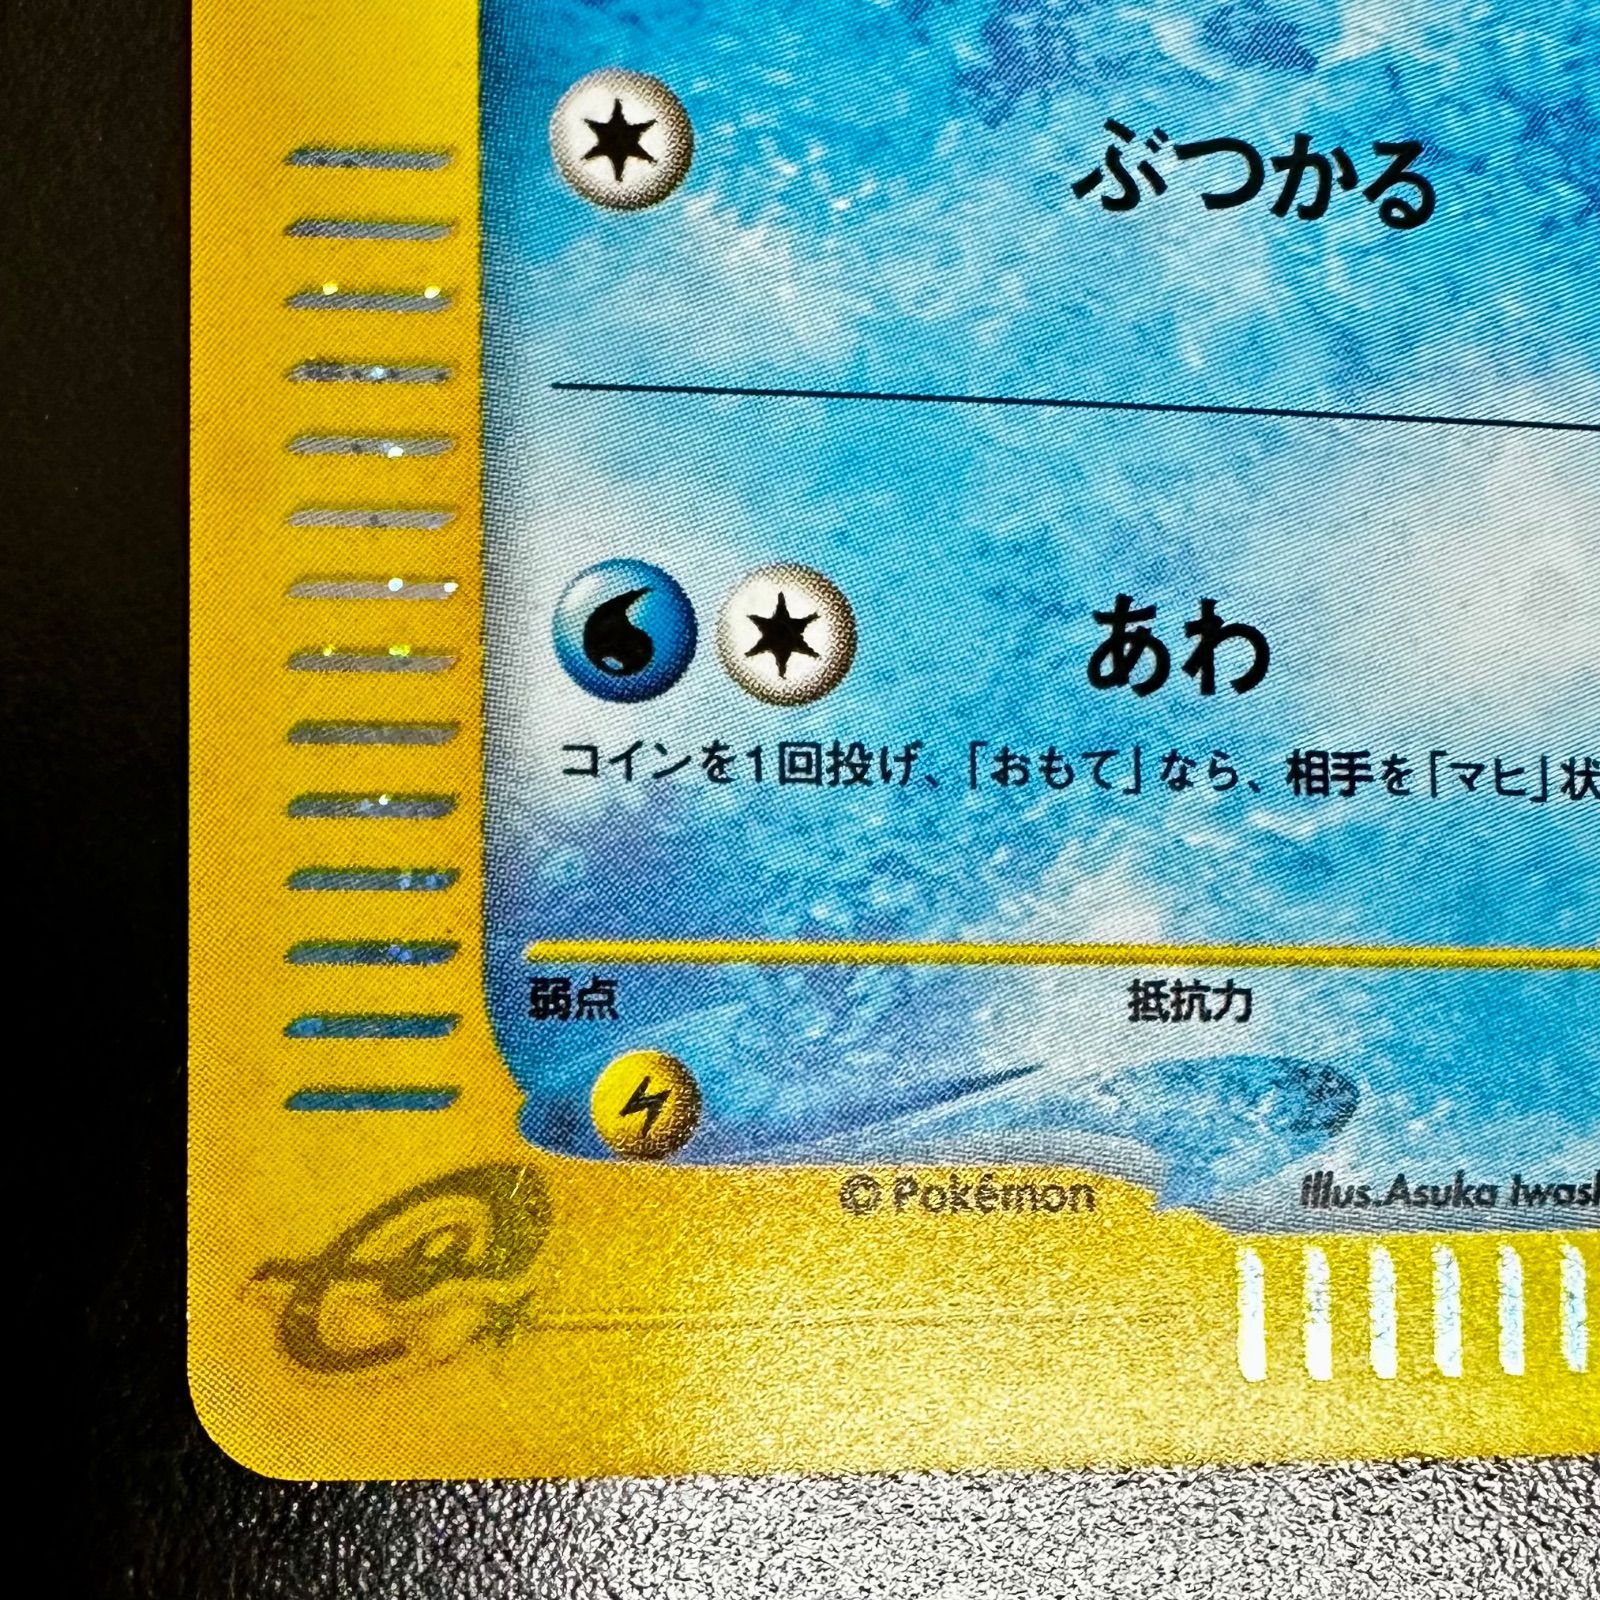 ぶつかる
あわ
コインを1回投げ、「おもて」なら、相手を「マヒ」状
弱点 抵抗力
© Pokémon Illus.Asuka Iwas
e